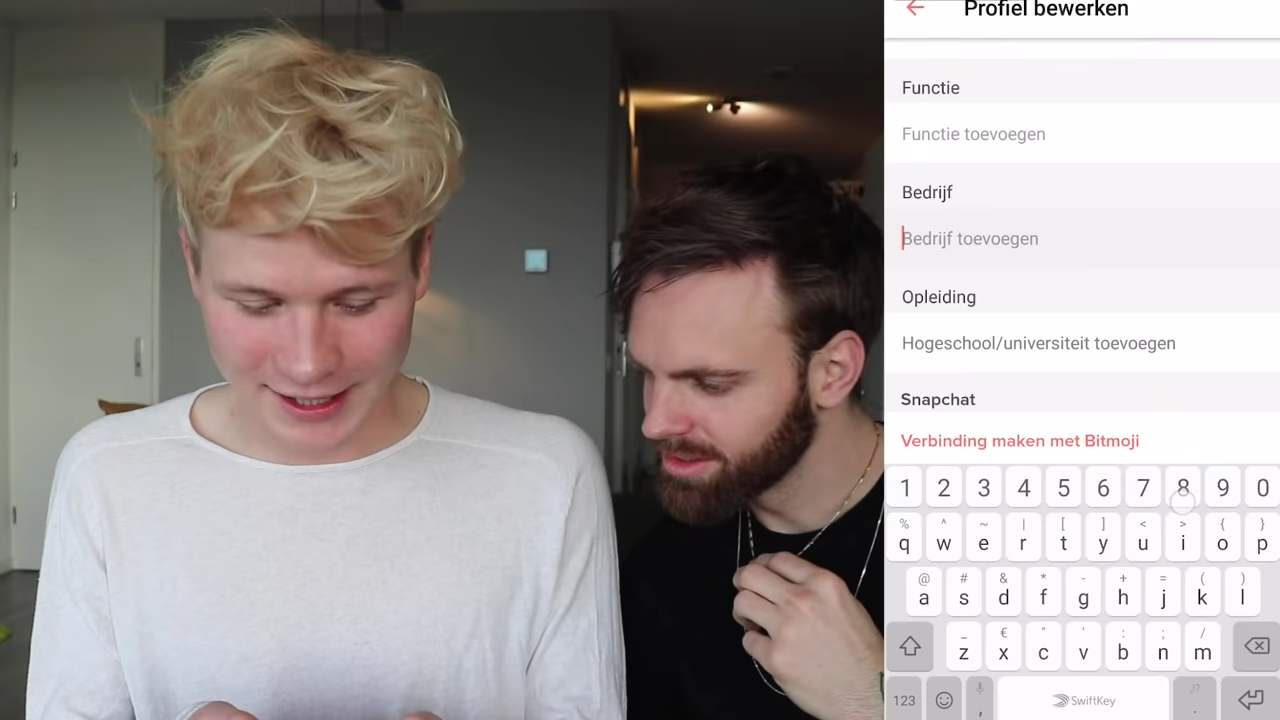 Profiel bewerken
Functie
Functie toevoegen
Bedrijf
Bedrijf toevoegen
Opleiding
Hogeschool/universiteit toevoegen
Snapchat
Verbinding maken met Bitmoji
1 2 3 4 5 6 7 8 9 0
% ^ ~ | [ ] < > { }
q w e r t y u i o p
@ # & * - + = ( )
a s d f g h j k l
_ € " ' : ; /
z x c v b n m
!?
123 , SwiftKey .